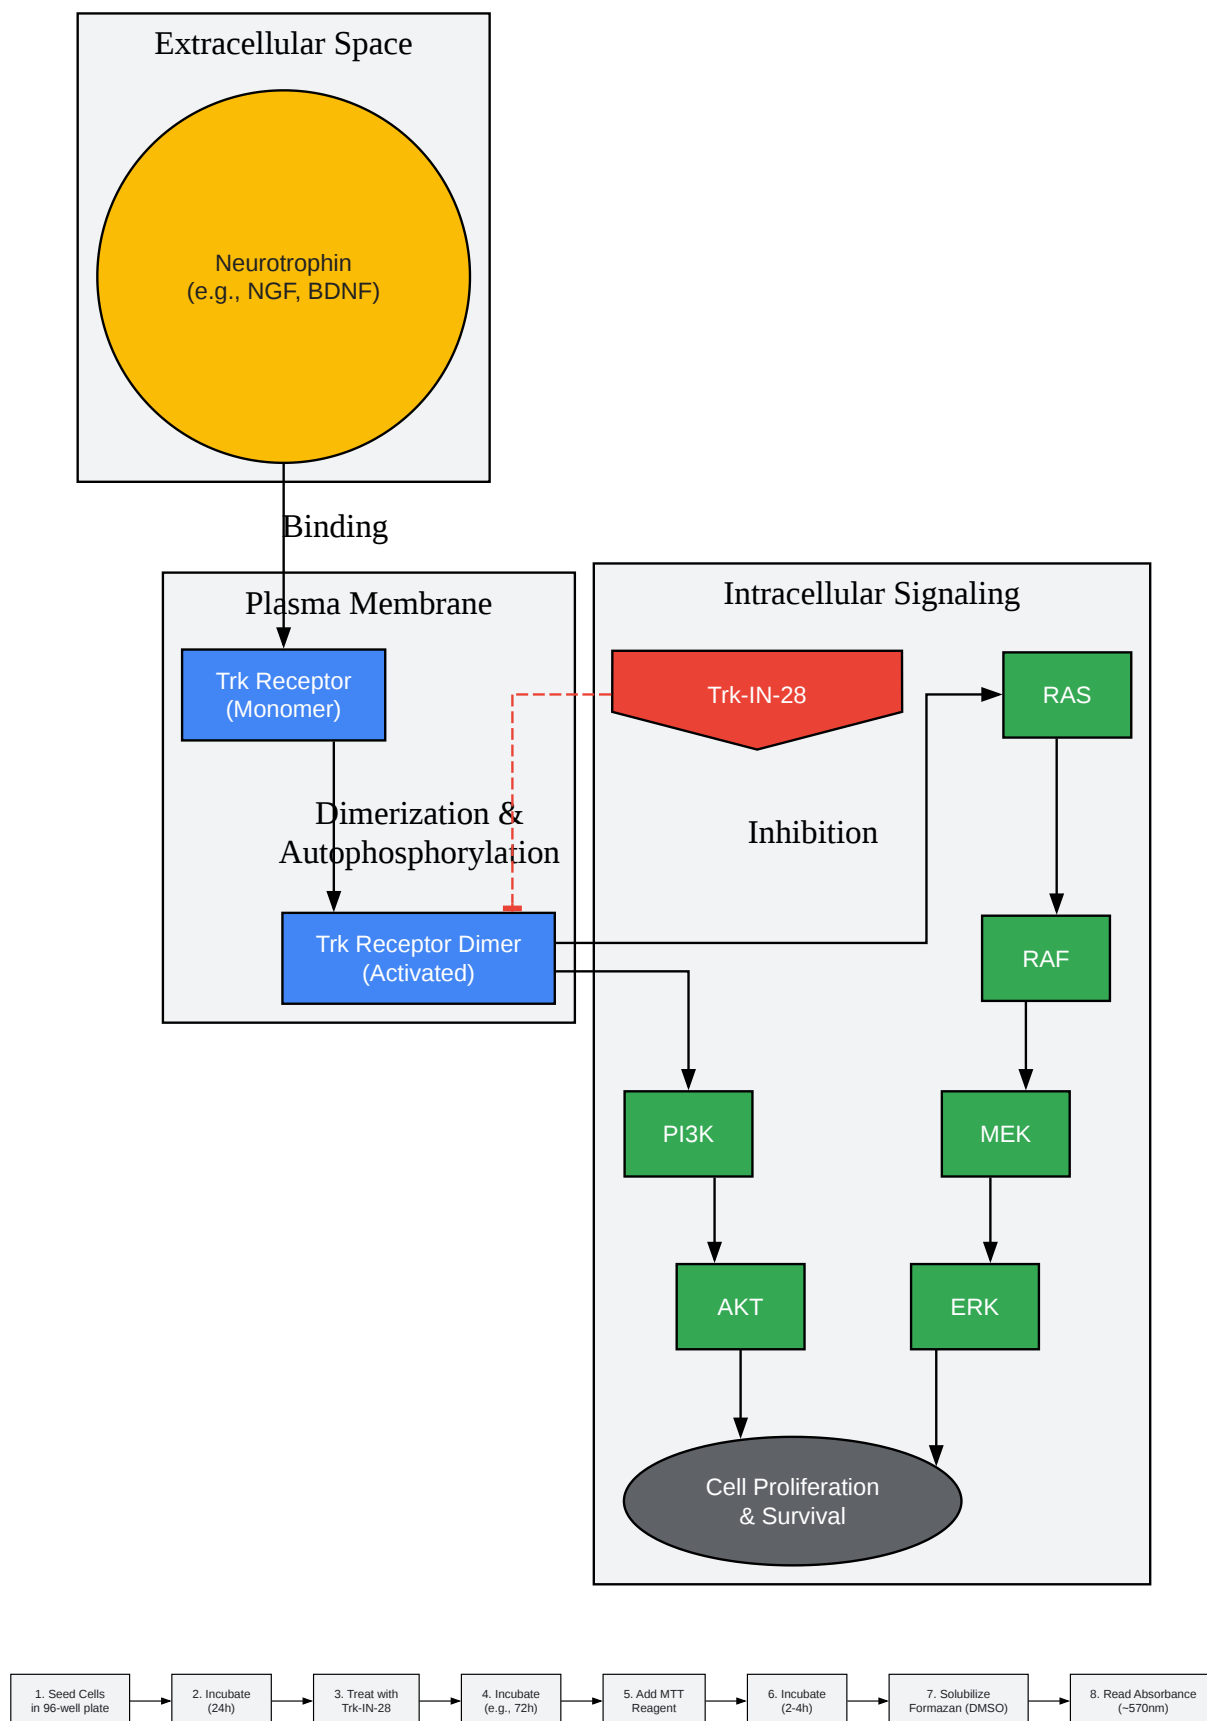 Extracellular Space
Neurotrophin
(e.g., NGF, BDNF)
Binding
Plasma Membrane
Trk Receptor
(Monomer)
Dimerization &
Autophosphorylation
Trk Receptor Dimer
(Activated)
Intracellular Signaling
Trk-IN-28
RAS
Inhibition
RAF
PI3K
MEK
AKT
ERK
Cell Proliferation
& Survival
1. Seed Cells
in 96-well plate
2. Incubate
(24h)
3. Treat with
Trk-IN-28
4. Incubate
(e.g., 72h)
5. Add MTT
Reagent
6. Incubate
(2-4h)
7. Solubilize
Formazan (DMSO)
8. Read Absorbance
(~570nm)